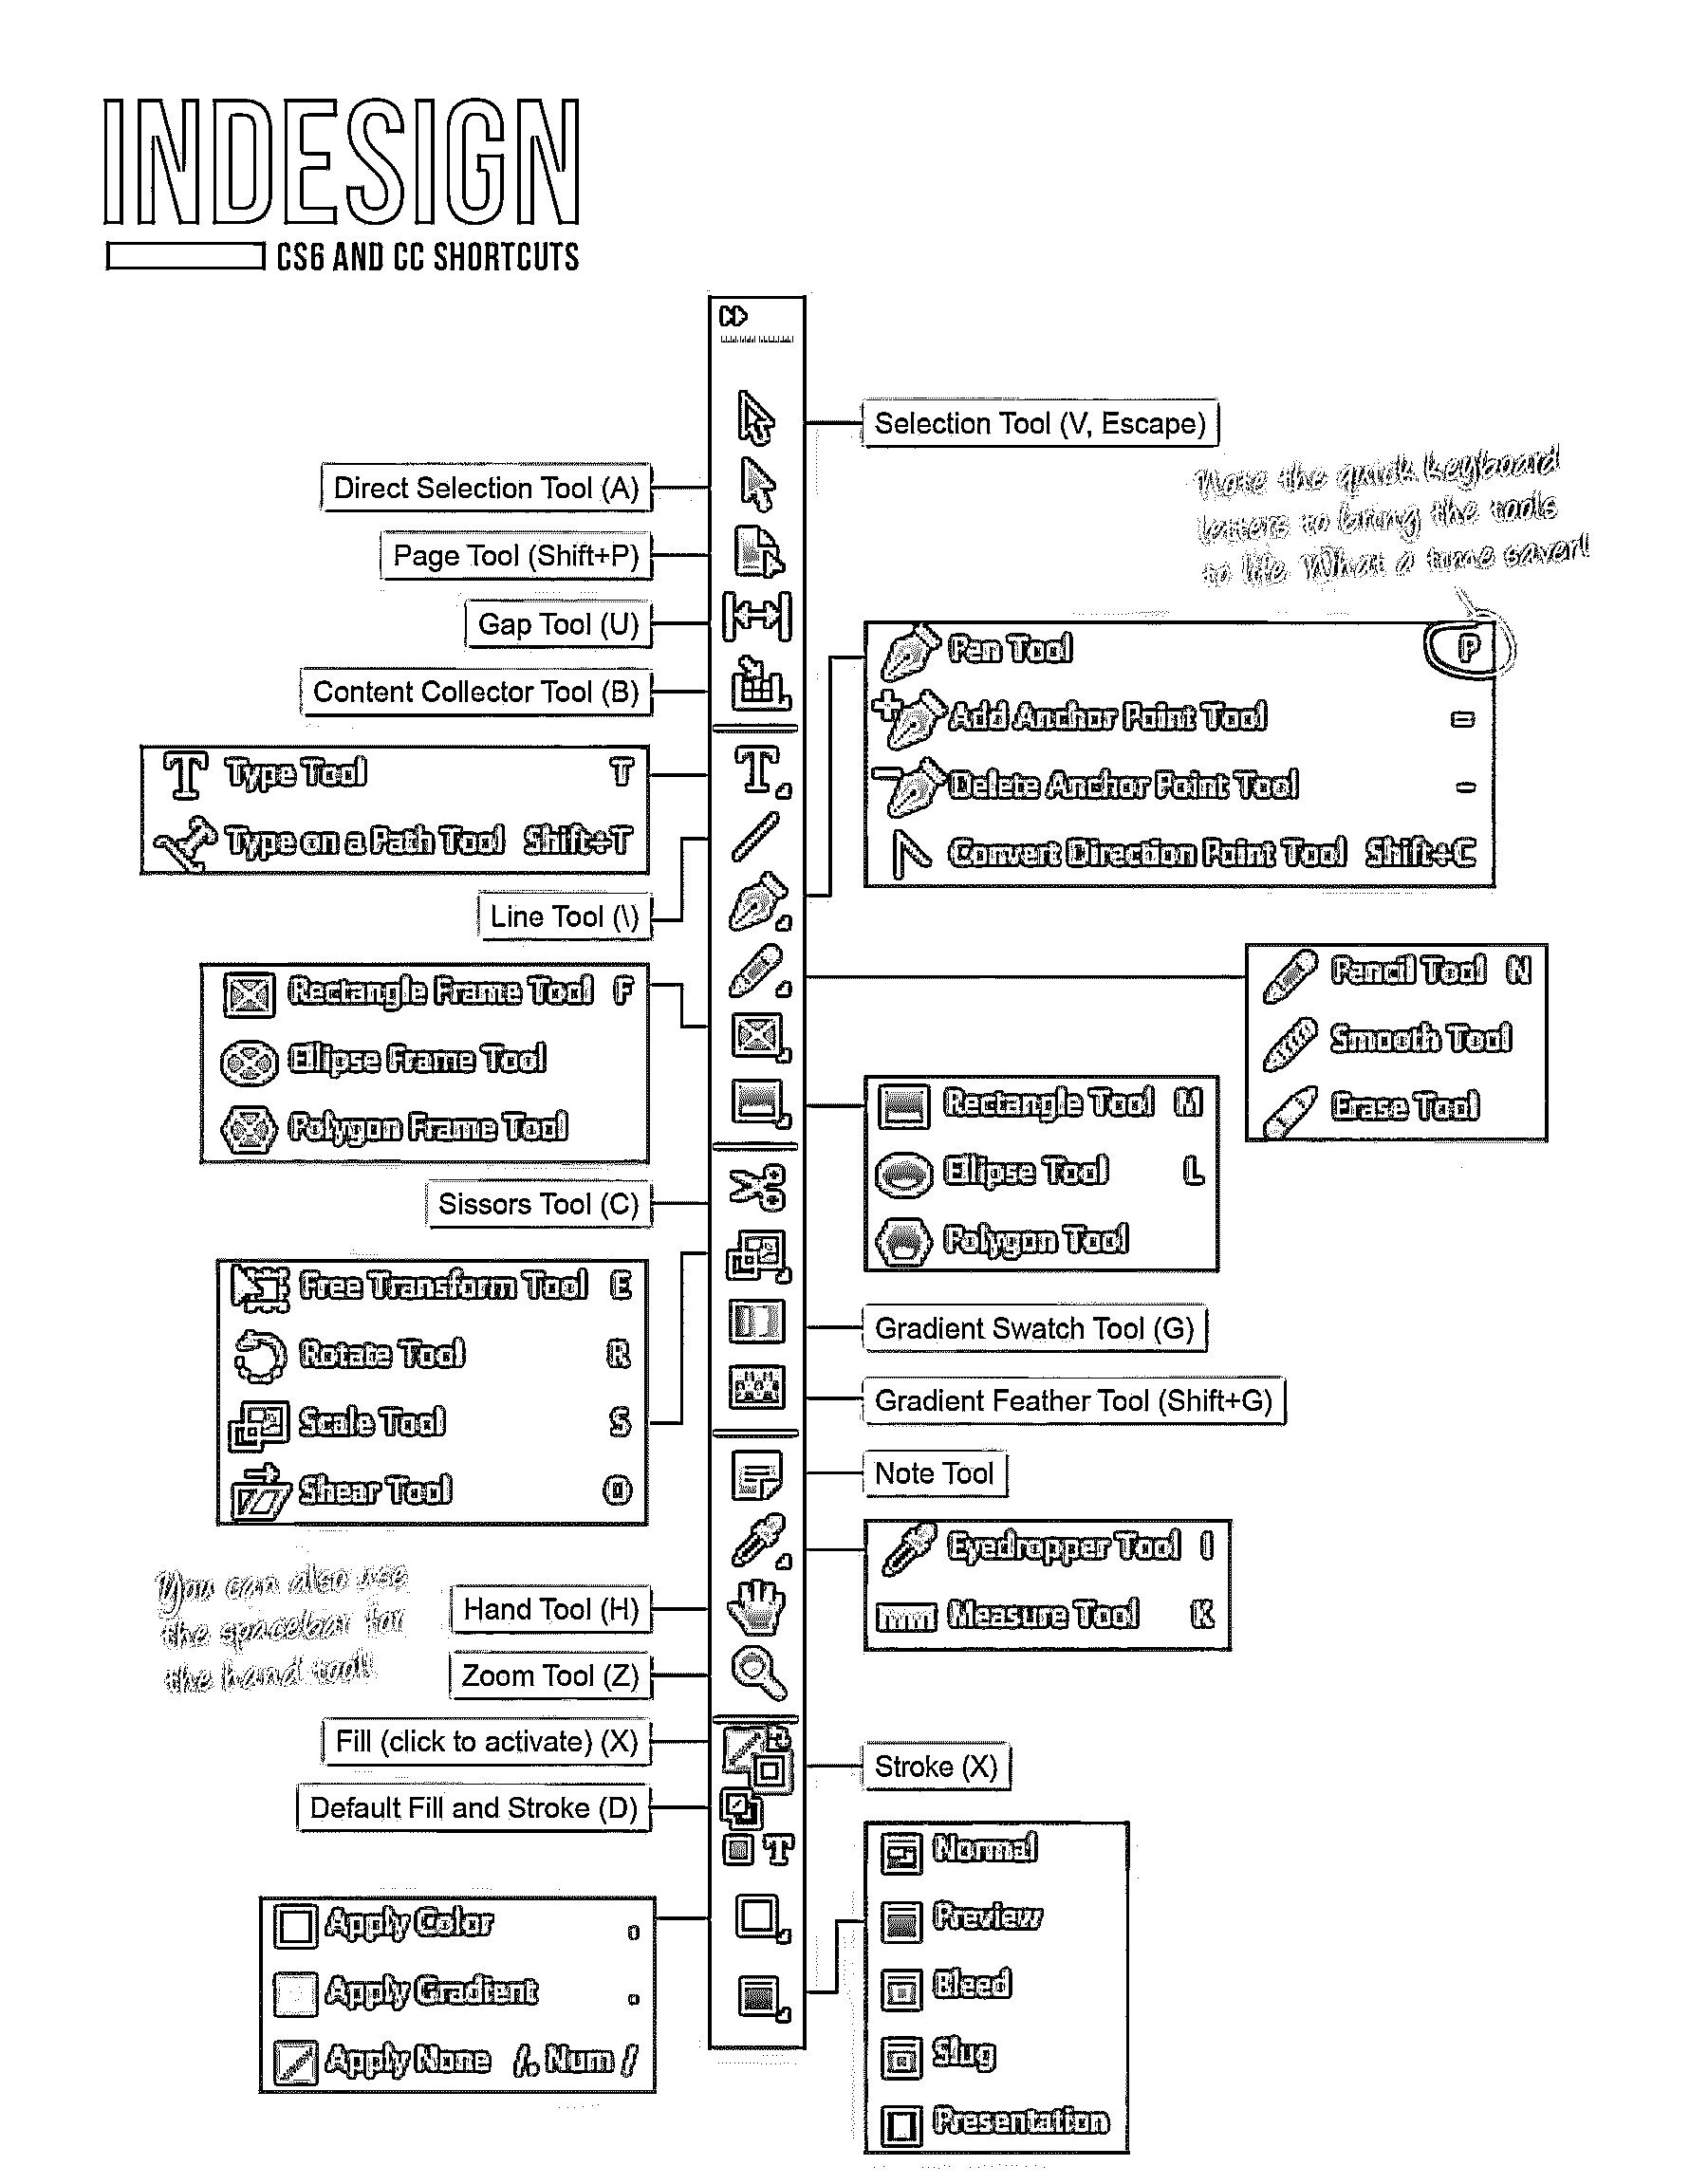 INDESIGN
CS6 AND CC SHORTCUTS
Selection Tool (V, Escape)
Note the quick keyboard
letters to bring the tools
to life. What a time saver!
Direct Selection Tool (A)
Page Tool (Shift+P)
Gap Tool (U)
Content Collector Tool (B)
Pen Tool P
Add Anchor Point Tool =
Delete Anchor Point Tool -
Convert Direction Point Tool Shift+C
T Type Tool T
Type on a Path Tool Shift+T
Line Tool (\)
Pencil Tool N
Smooth Tool
Erase Tool
Rectangle Frame Tool F
Ellipse Frame Tool
Polygon Frame Tool
Rectangle Tool M
Ellipse Tool L
Polygon Tool
Sissors Tool (C)
Free Transform Tool E
Rotate Tool R
Scale Tool S
Shear Tool O
Gradient Swatch Tool (G)
Gradient Feather Tool (Shift+G)
Note Tool
Eyedropper Tool I
Measure Tool K
You can also use
the spacebar for
the hand tool!
Hand Tool (H)
Zoom Tool (Z)
Fill (click to activate) (X)
Stroke (X)
Default Fill and Stroke (D)
T
Normal
Preview
Bleed
Slug
Presentation
Apply Color
Apply Gradient
Apply None /, Num /